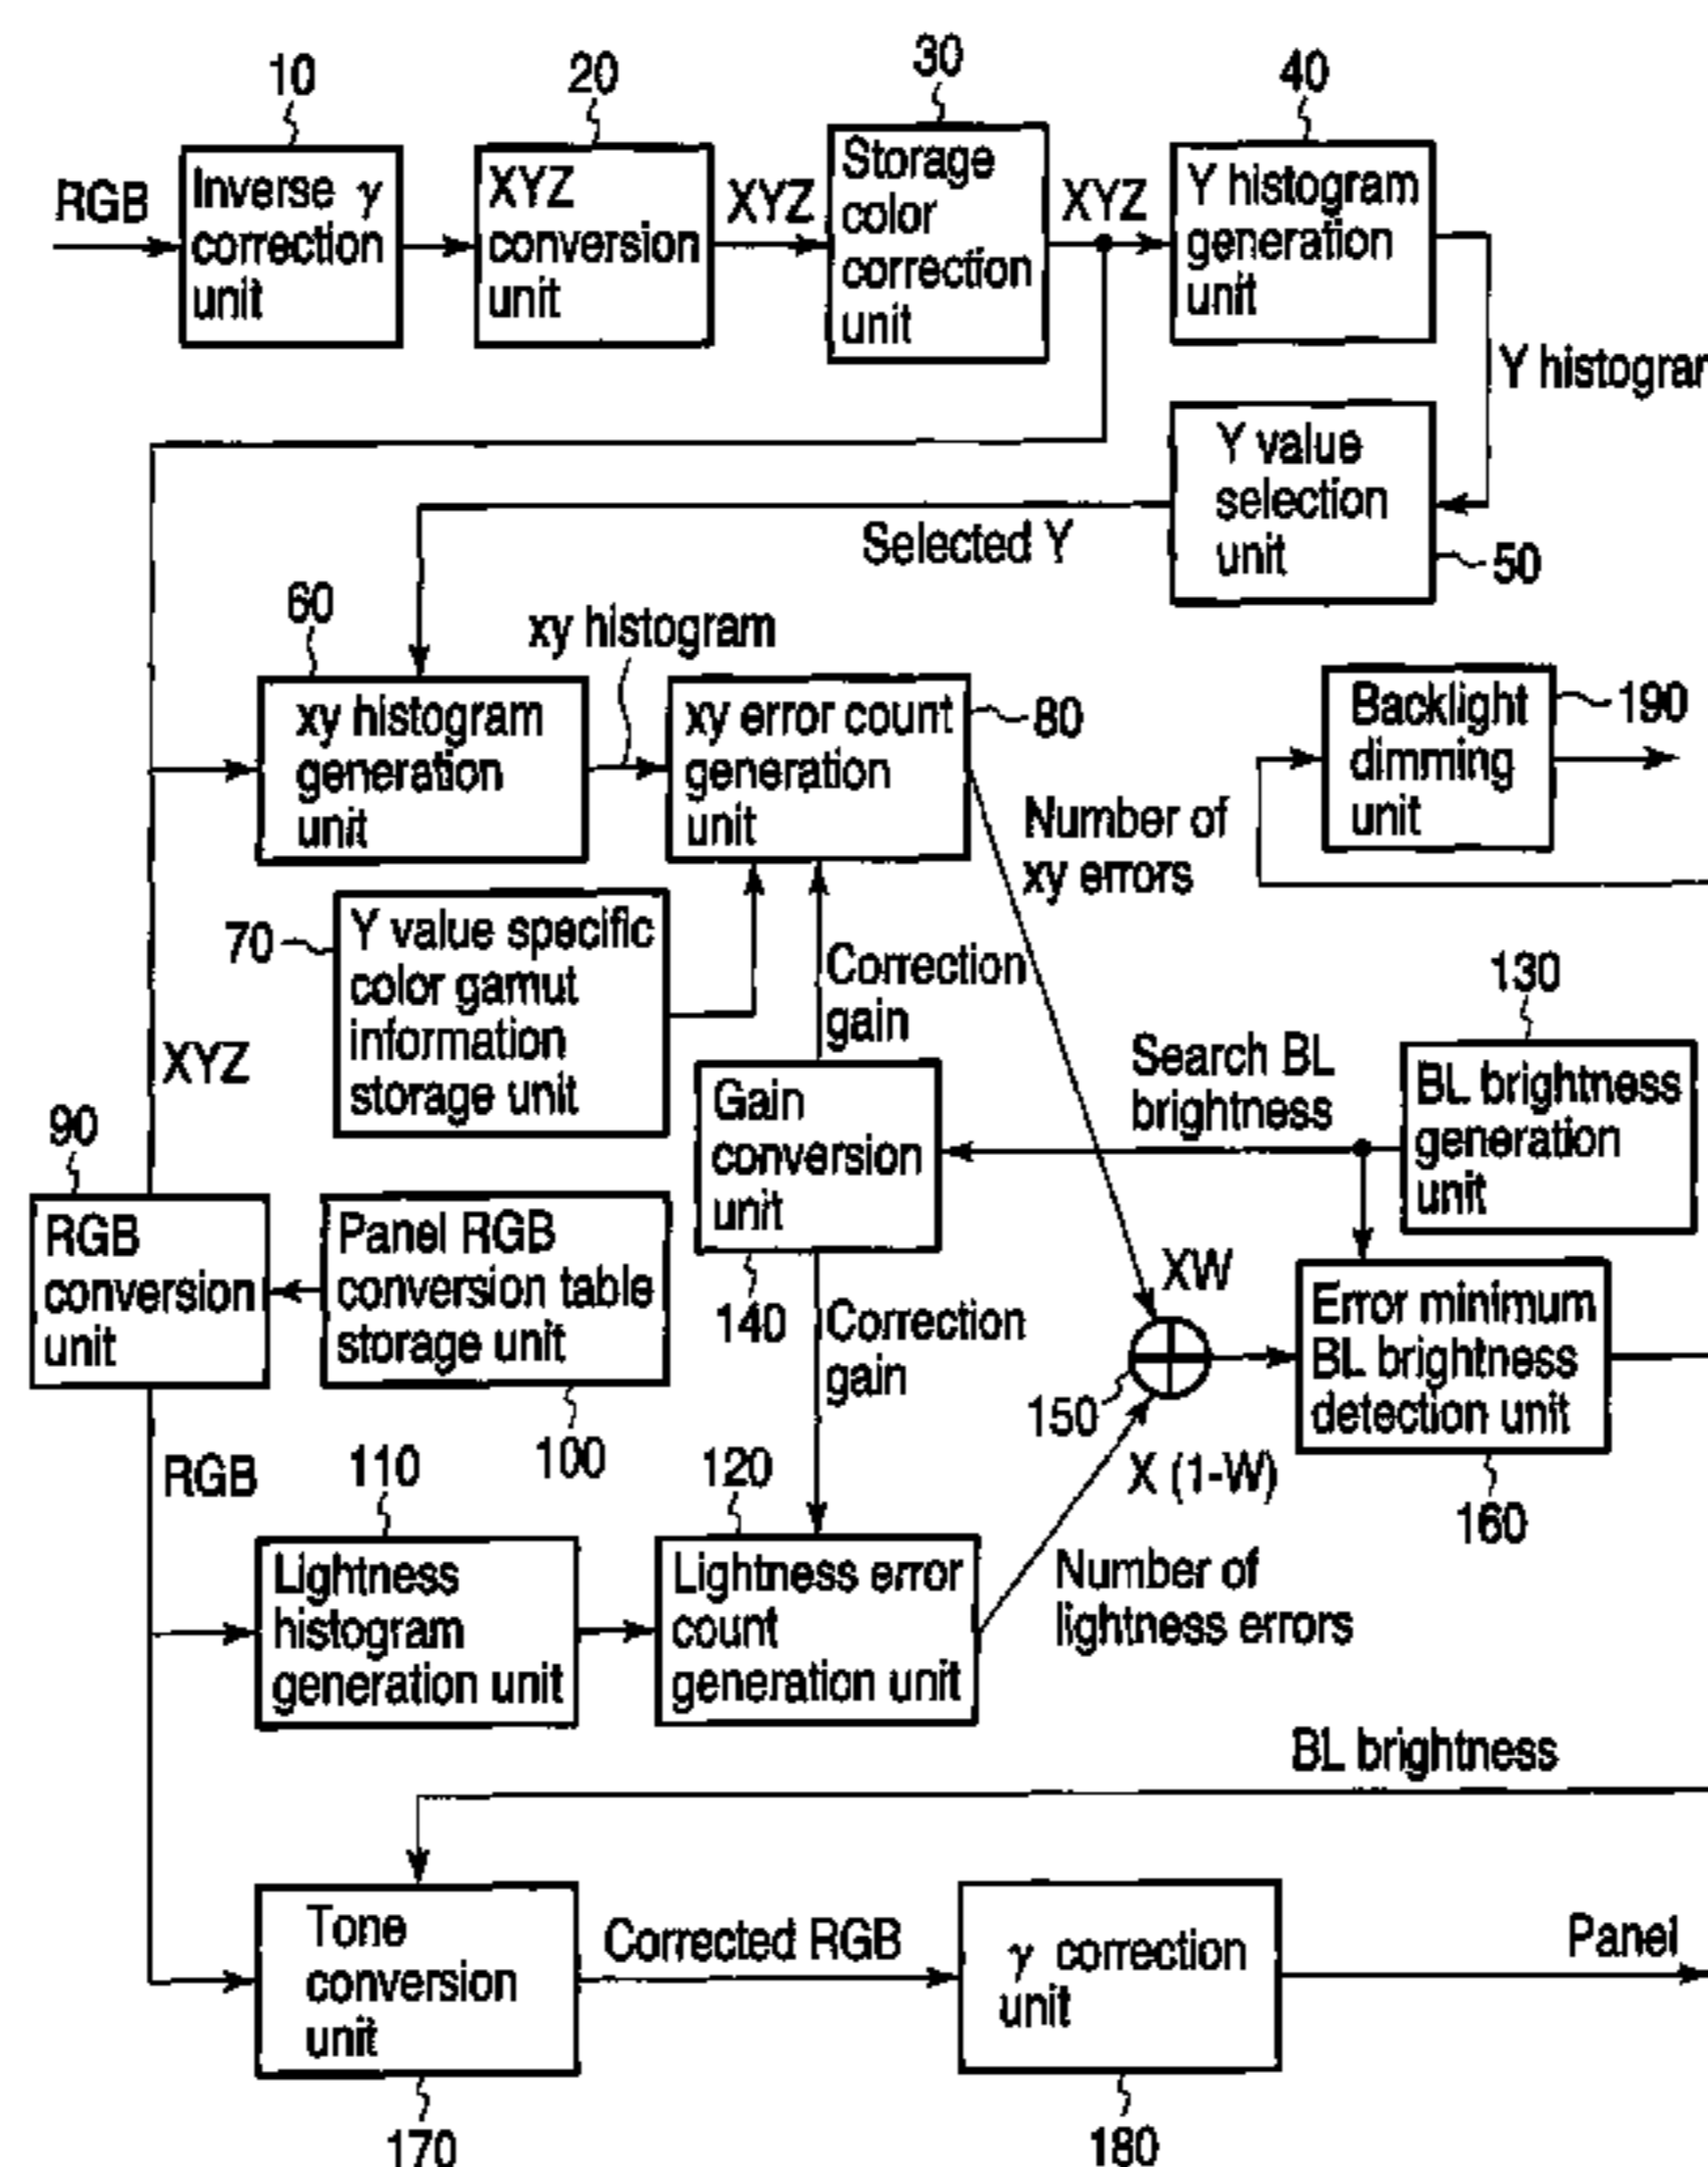 10
20
30
40
RGB
Inverse γ
correction
unit
XYZ
conversion
unit
XYZ
Storage
color
correction
unit
XYZ
Y histogram
generation
unit
Y histogram
Y value
selection
unit
50
Selected Y
60
xy histogram
xy histogram
generation
unit
xy error count
generation
unit
80
Backlight
dimming
unit
190
Number of
xy errors
70
Y value specific
color gamut
information
storage unit
Correction
gain
130
XYZ
Gain
conversion
unit
Search BL
brightness
BL brightness
generation
unit
90
RGB
conversion
unit
Panel RGB
conversion table
storage unit
140
Correction
gain
XW
150
Error minimum
BL brightness
detection unit
RGB
110
100
120
X (1-W)
160
Lightness
histogram
generation unit
Lightness error
count
generation unit
Number of
lightness errors
BL brightness
Tone
conversion
unit
Corrected RGB
γ correction
unit
Panel
170
180